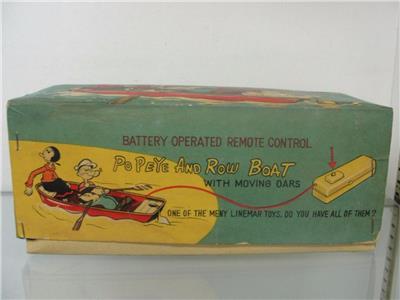 BATTERY OPERATED REMOTE CONTROL
POPEYE AND ROW BOAT
WITH MOVING OARS
ONE OF THE MENY LINEMAR TOYS. DO YOU HAVE ALL OF THEM?